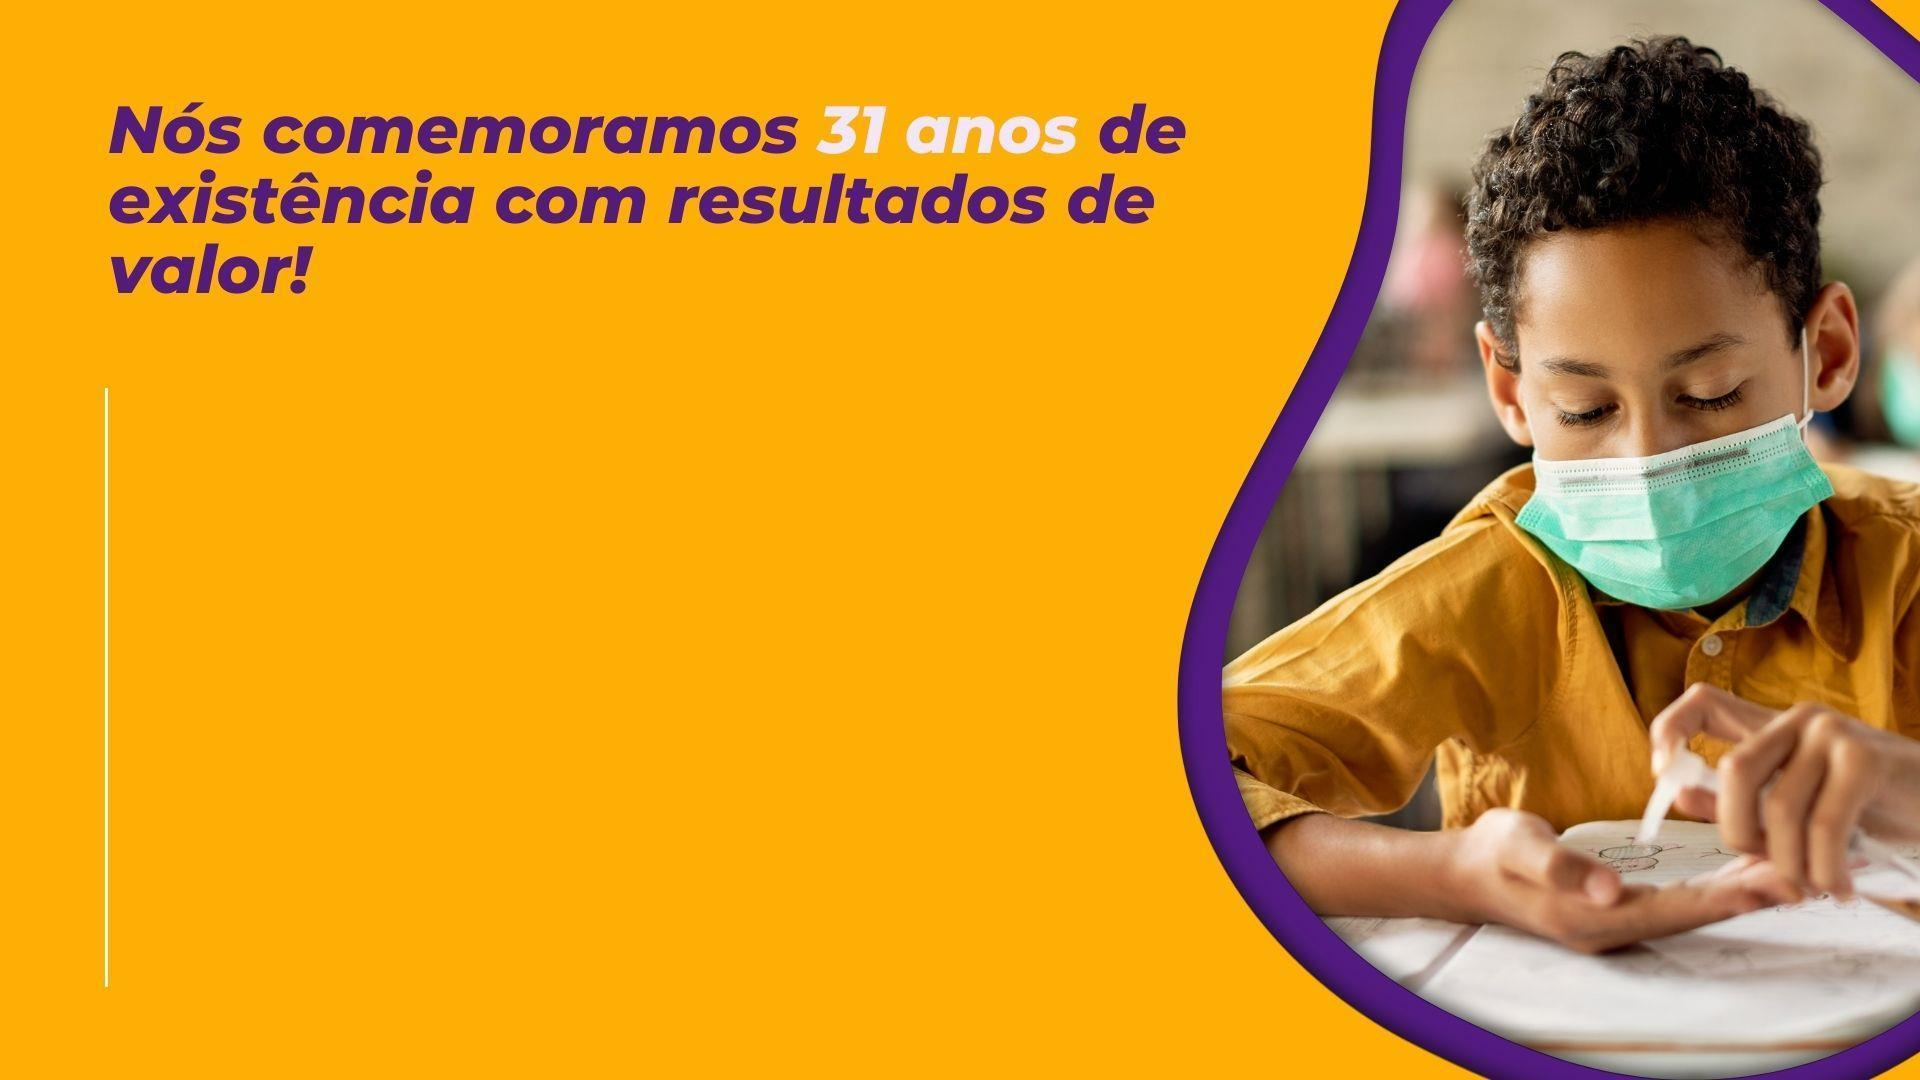 Nós comemoramos 31 anos de
existência com resultados de
valor!